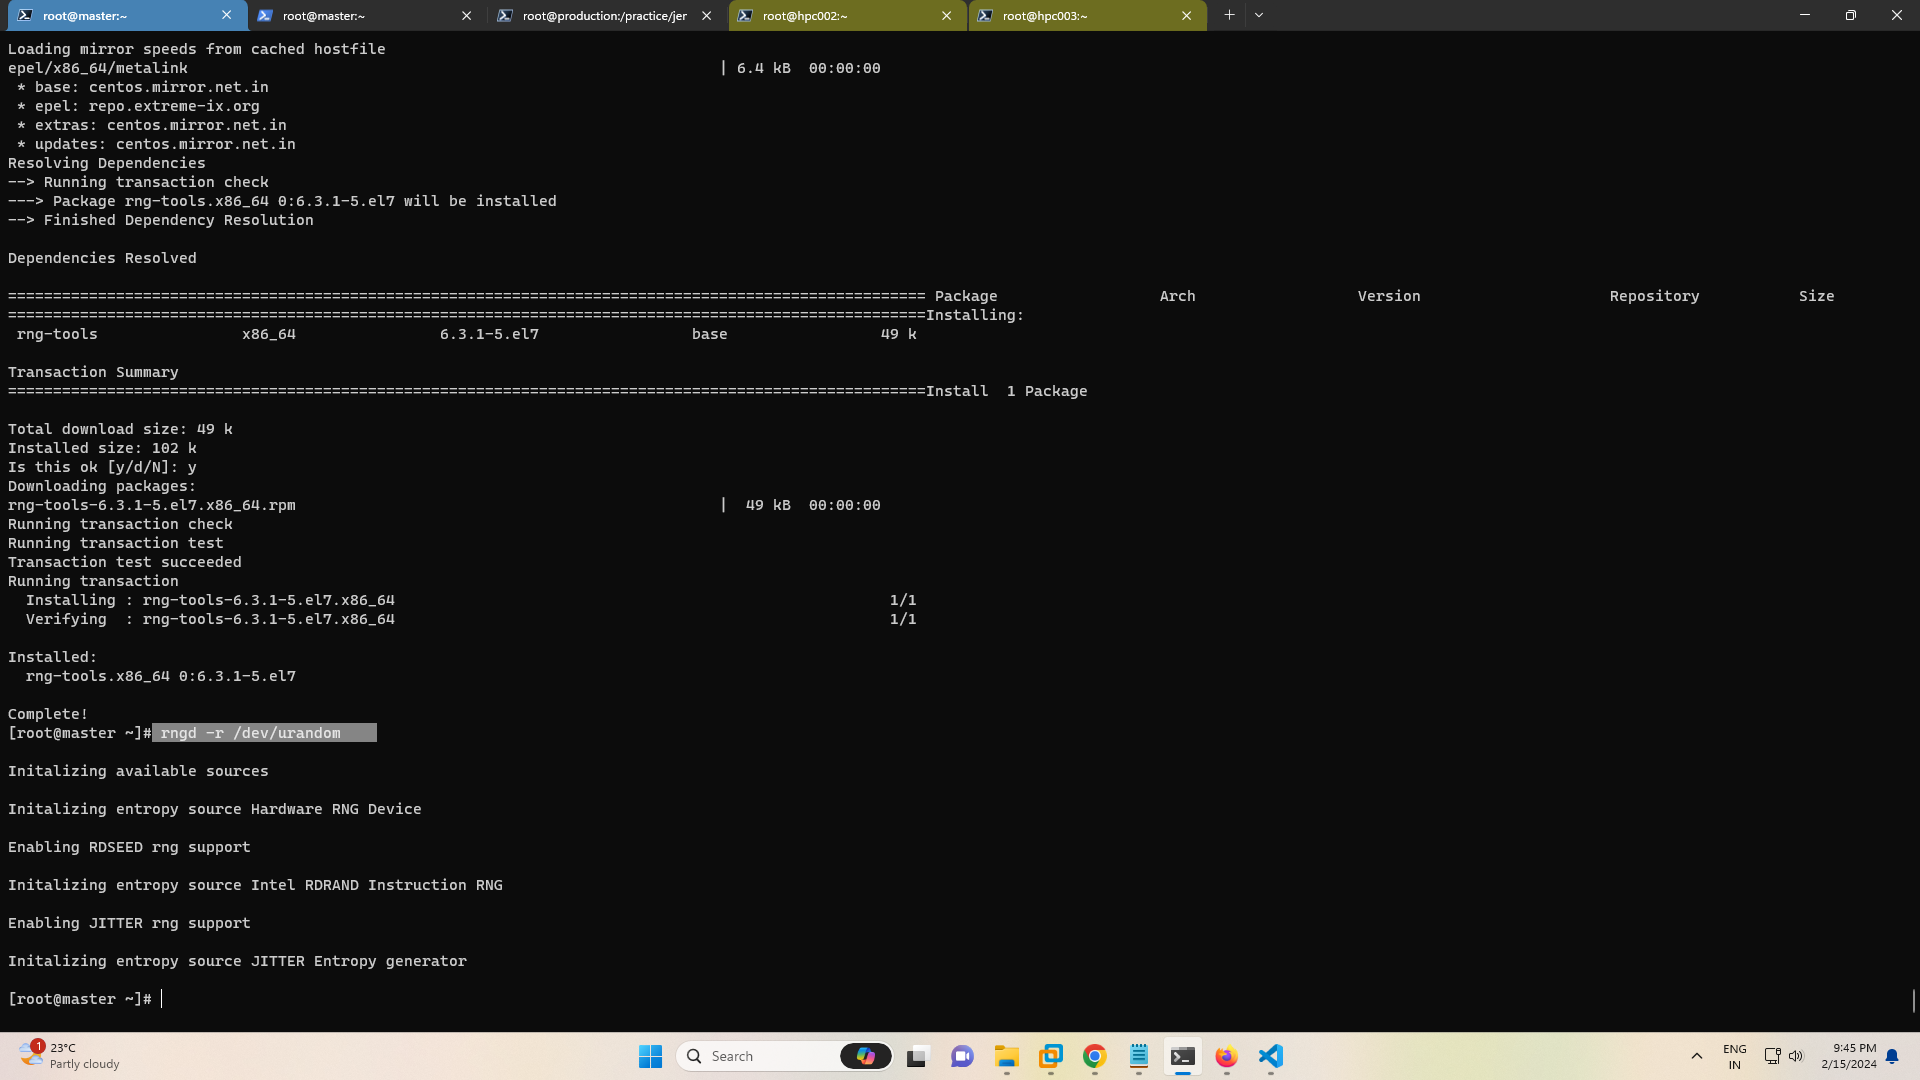 root@master:~
root@master:~
root@production:/practice/jer
root@hpc002:~
root@hpc003:~
Loading mirror speeds from cached hostfile
epel/x86_64/metalink | 6.4 kB 00:00:00
* base: centos.mirror.net.in
* epel: repo.extreme-ix.org
* extras: centos.mirror.net.in
* updates: centos.mirror.net.in
Resolving Dependencies
--> Running transaction check
---> Package rng-tools.x86_64 0:6.3.1-5.el7 will be installed
--> Finished Dependency Resolution
Dependencies Resolved
====================================================================================================== Package Arch Version Repository Size
======================================================================================================Installing:
rng-tools x86_64 6.3.1-5.el7 base 49 k
Transaction Summary
======================================================================================================Install 1 Package
Total download size: 49 k
Installed size: 102 k
Is this ok [y/d/N]: y
Downloading packages:
rng-tools-6.3.1-5.el7.x86_64.rpm | 49 kB 00:00:00
Running transaction check
Running transaction test
Transaction test succeeded
Running transaction
Installing : rng-tools-6.3.1-5.el7.x86_64 1/1
Verifying : rng-tools-6.3.1-5.el7.x86_64 1/1
Installed:
rng-tools.x86_64 0:6.3.1-5.el7
Complete!
[root@master ~]# rngd -r /dev/urandom
Initalizing available sources
Initalizing entropy source Hardware RNG Device
Enabling RDSEED rng support
Initalizing entropy source Intel RDRAND Instruction RNG
Enabling JITTER rng support
Initalizing entropy source JITTER Entropy generator
[root@master ~]#
1
23°C
Partly cloudy
Search
ENG
IN
9:45 PM
2/15/2024